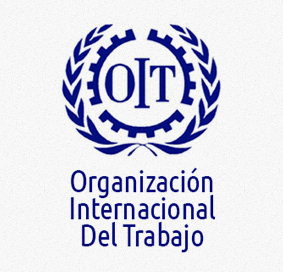 OIT
Organización
Internacional
Del Trabajo